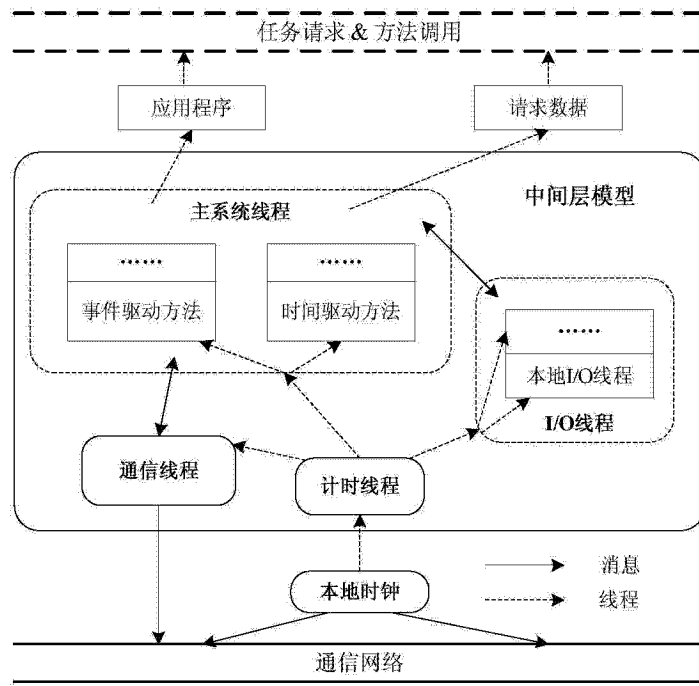 任务请求 & 方法调用
应用程序
请求数据
中间层模型
主系统线程
……
……
事件驱动方法
时间驱动方法
……
本地I/O线程
I/O线程
通信线程
计时线程
本地时钟
消息
线程
通信网络